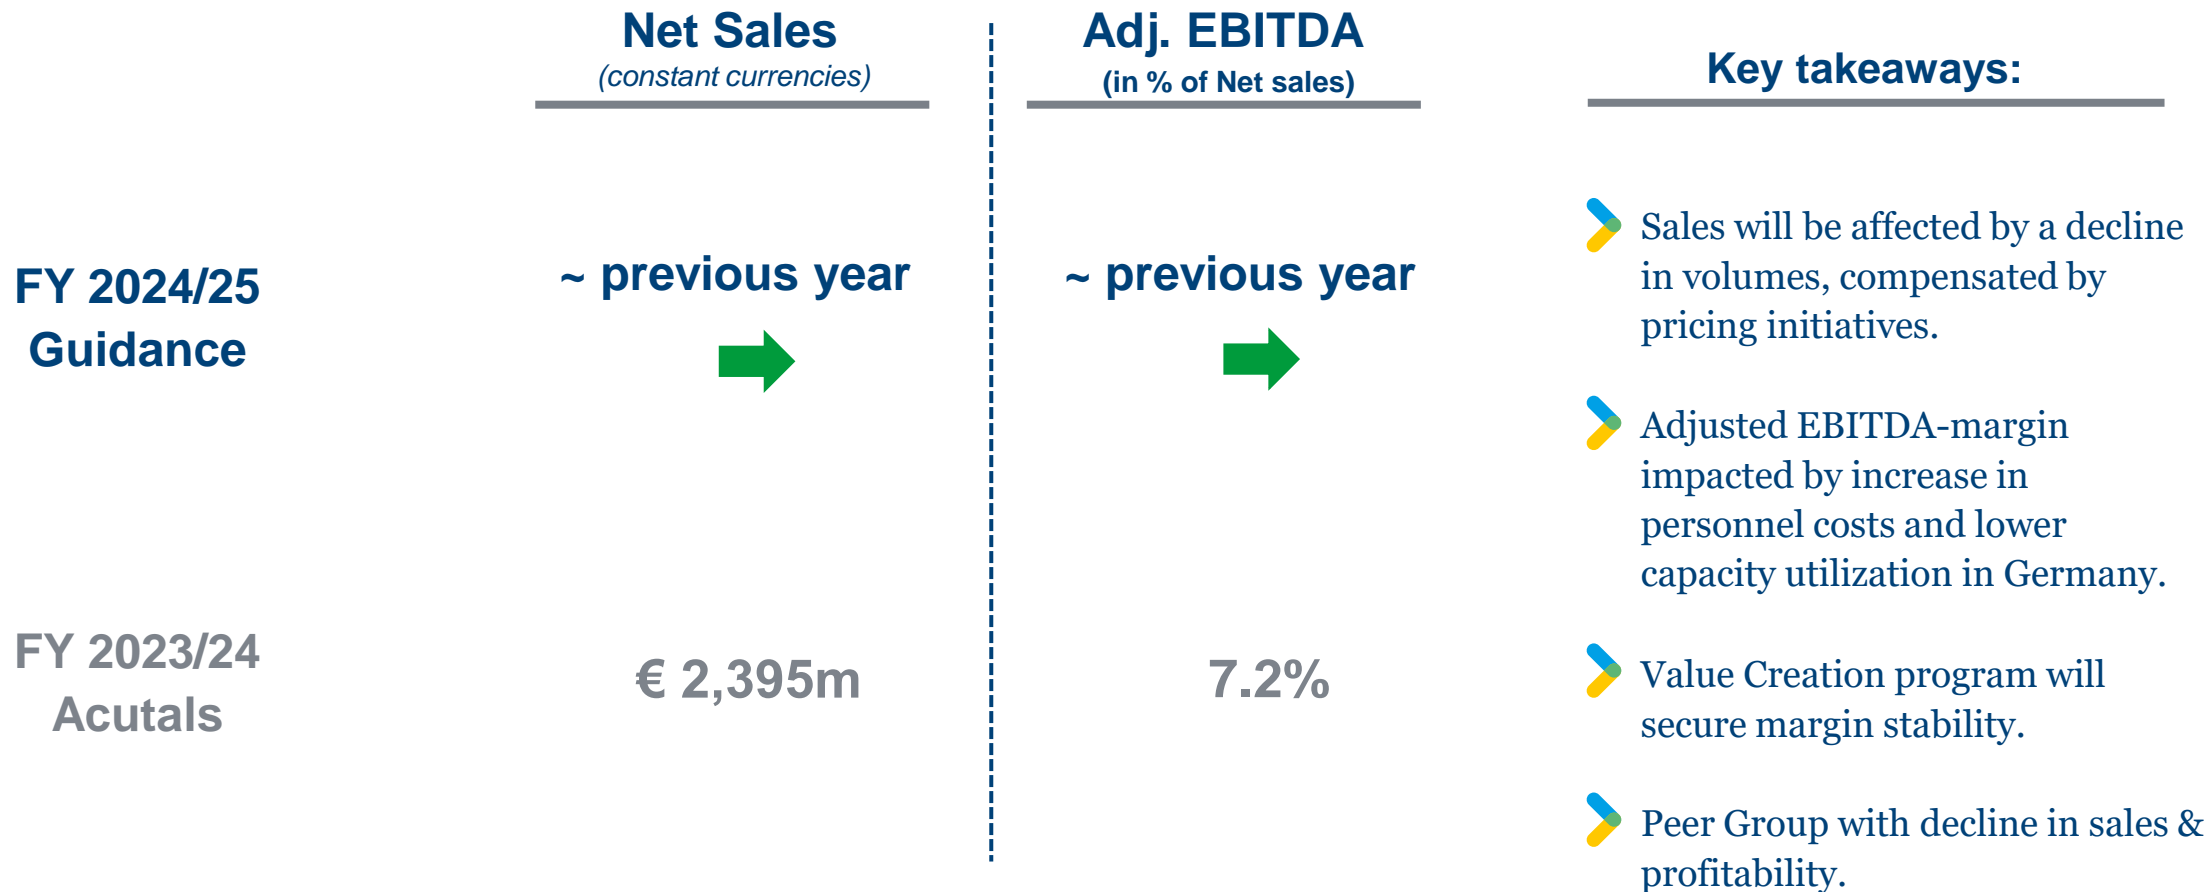 Net Sales
(constant currencies)
Adj. EBITDA
(in % of Net sales)
Key takeaways:
FY 2024/25
Guidance
~ previous year
~ previous year
FY 2023/24
Acutals
€ 2,395m
7.2%
Sales will be affected by a decline
in volumes, compensated by
pricing initiatives.
Adjusted EBITDA-margin
impacted by increase in
personnel costs and lower
capacity utilization in Germany.
Value Creation program will
secure margin stability.
Peer Group with decline in sales &
profitability.